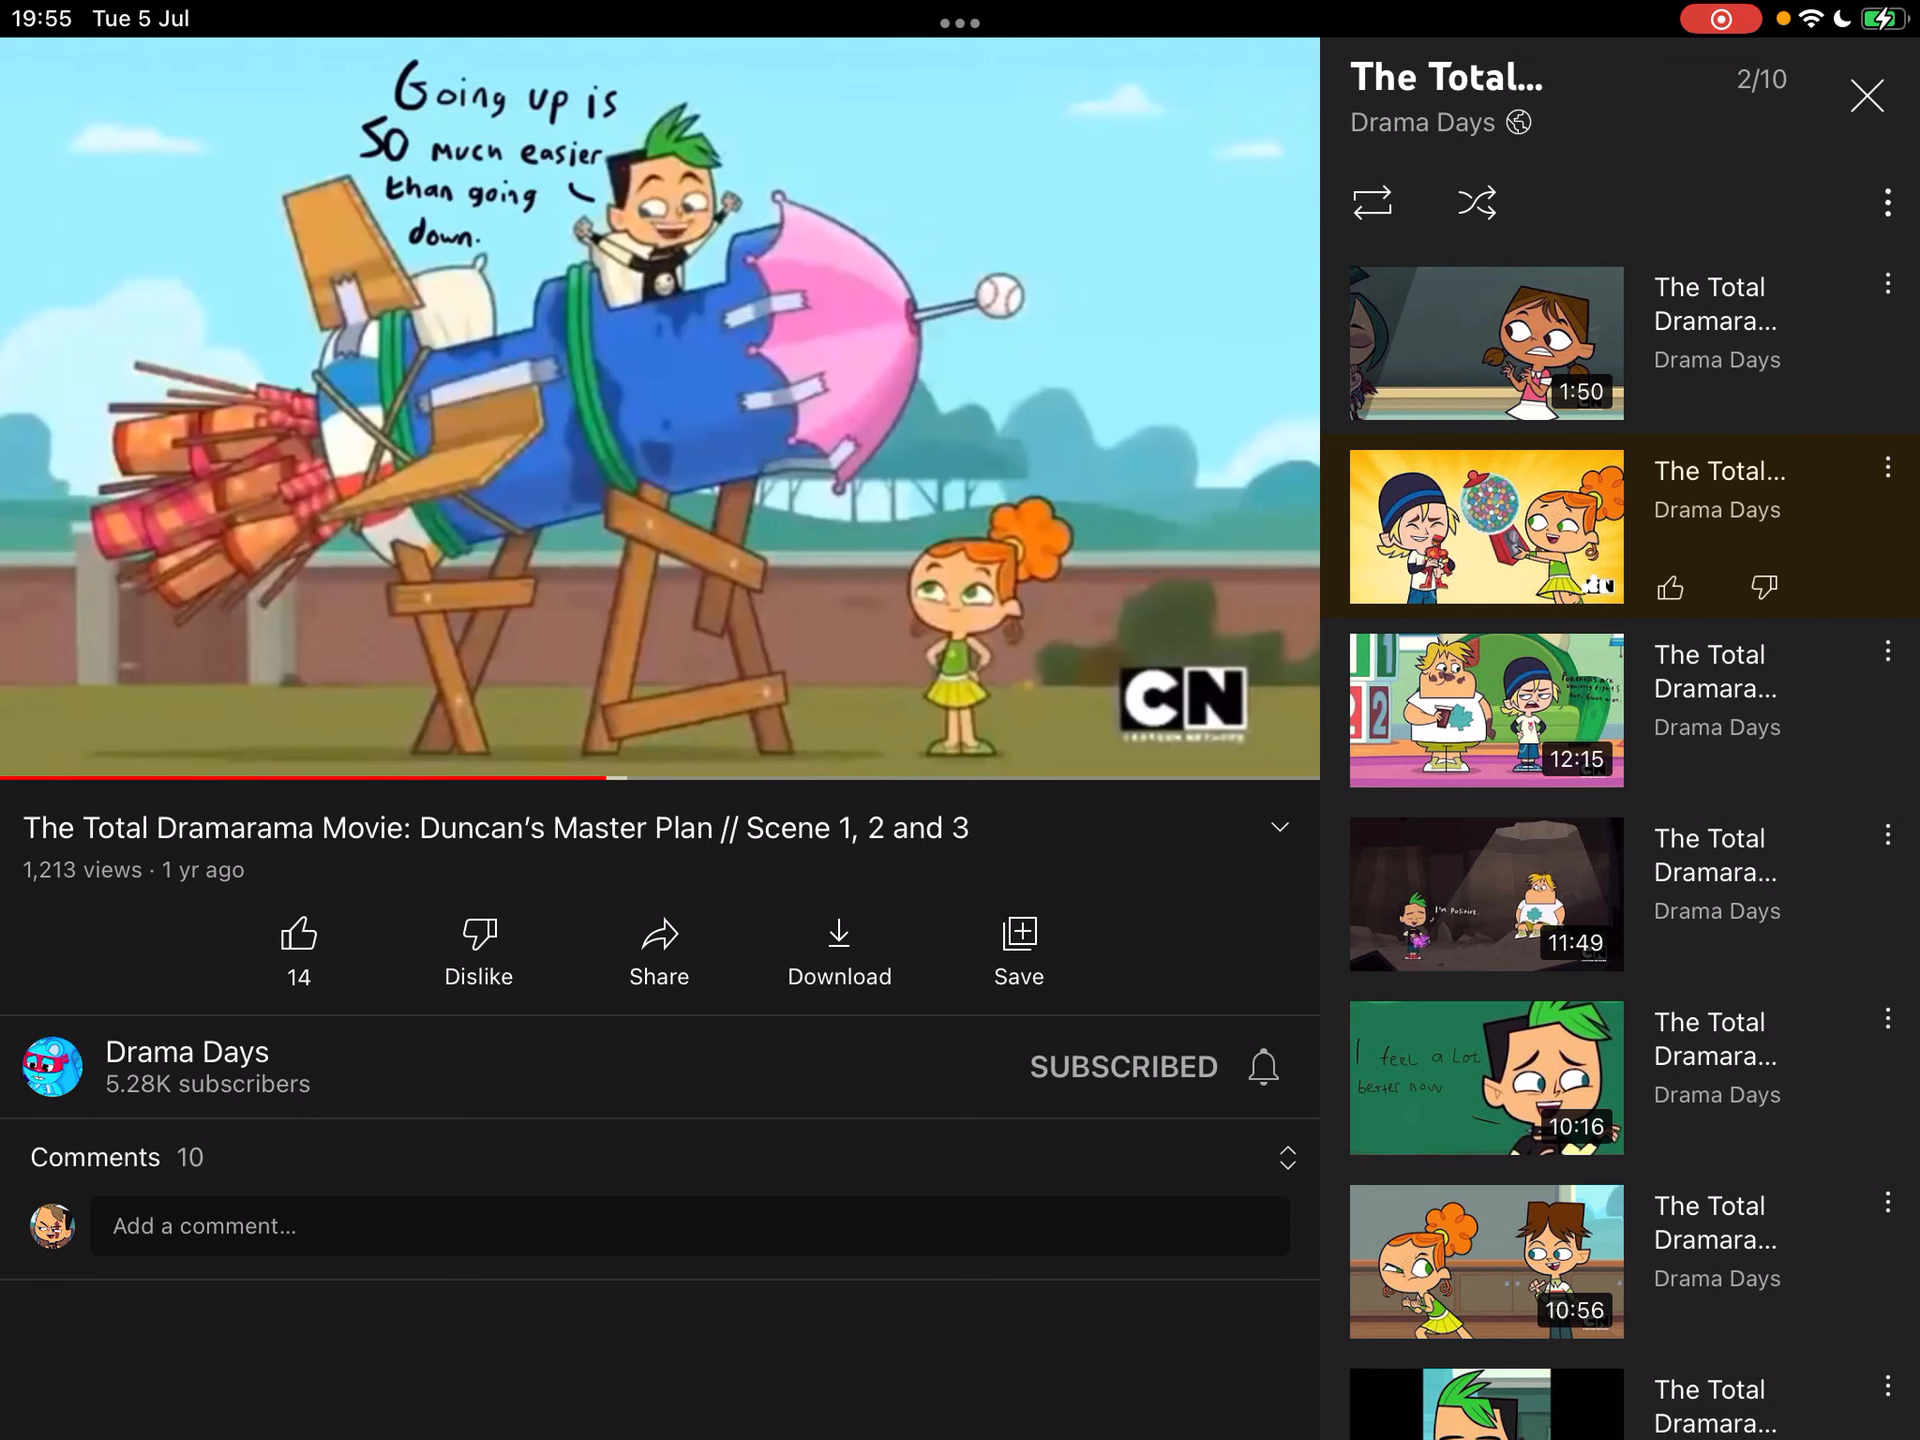 19:55 Tue 5 Jul
Going up is
SO much easier
than going
down.
CN
CARTOON NETWORK
The Total Dramarama Movie: Duncan's Master Plan // Scene 1, 2 and 3
1,213 views · 1 yr ago
14
Dislike
Share
Download
Save
Drama Days
5.28K subscribers
SUBSCRIBED
Comments 10
Add a comment...
The Total...
2/10
Drama Days
1:50
The Total
Dramara...
Drama Days
The Total...
Drama Days
12:15
The Total
Dramara...
Drama Days
I'm Positive.
11:49
The Total
Dramara...
Drama Days
I feel a Lot
better now
10:16
The Total
Dramara...
Drama Days
10:56
The Total
Dramara...
Drama Days
The Total
Dramara...